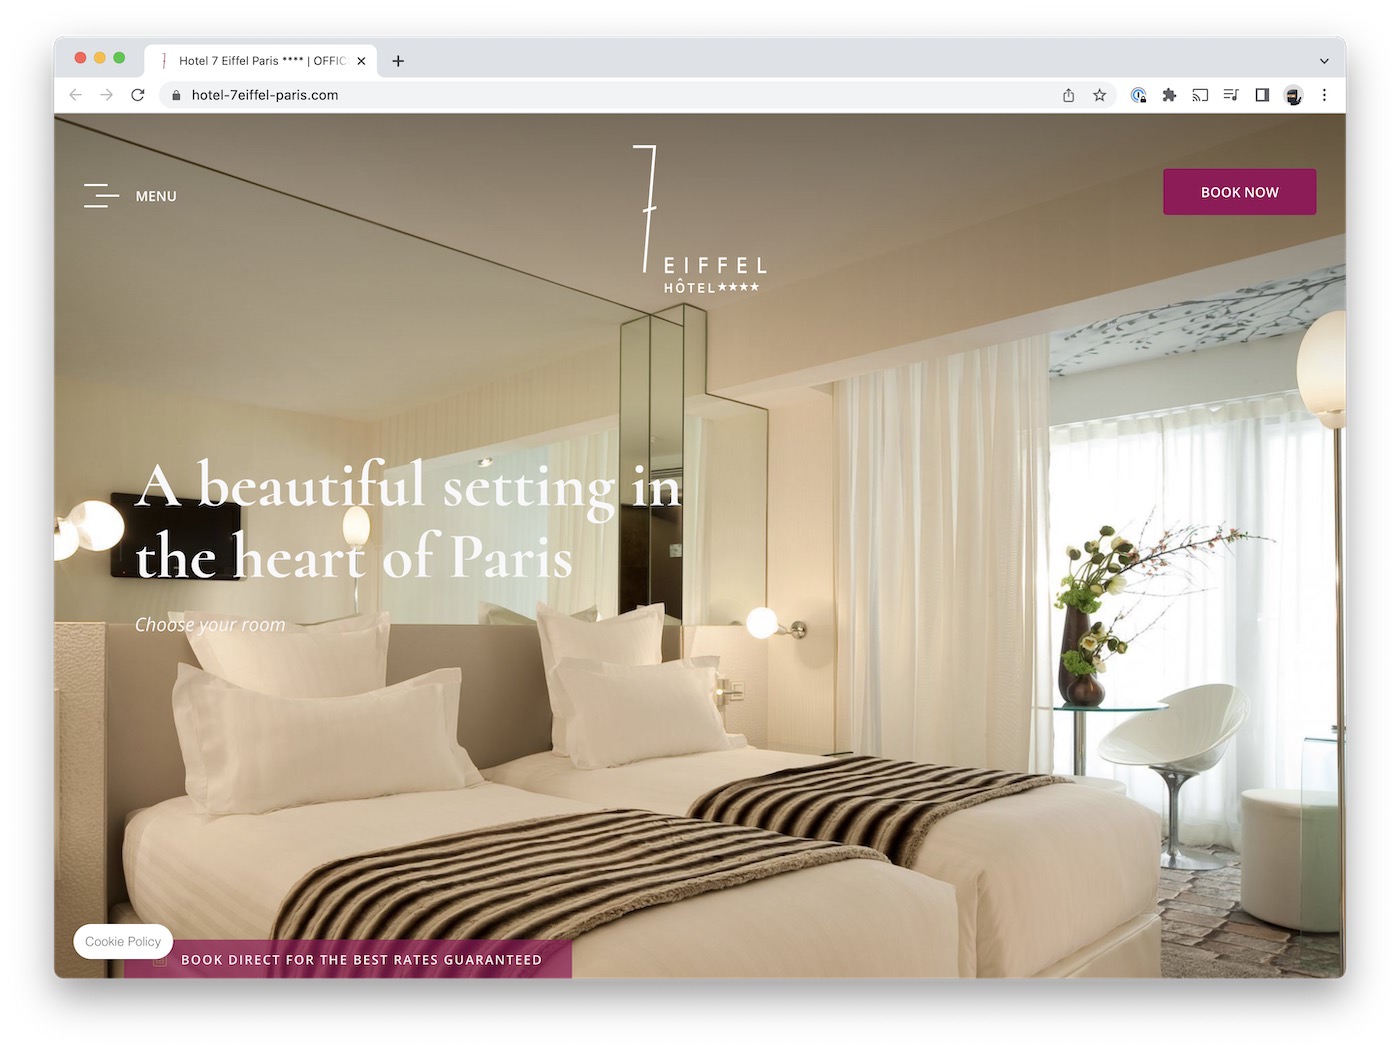 Hotel 7 Eiffel Paris **** | OFFIC
hotel-7eiffel-paris.com
MENU
7
EIFFEL
HÔTEL★★★★
BOOK NOW
A beautiful setting in
the heart of Paris
Choose your room
Cookie Policy
BOOK DIRECT FOR THE BEST RATES GUARANTEED